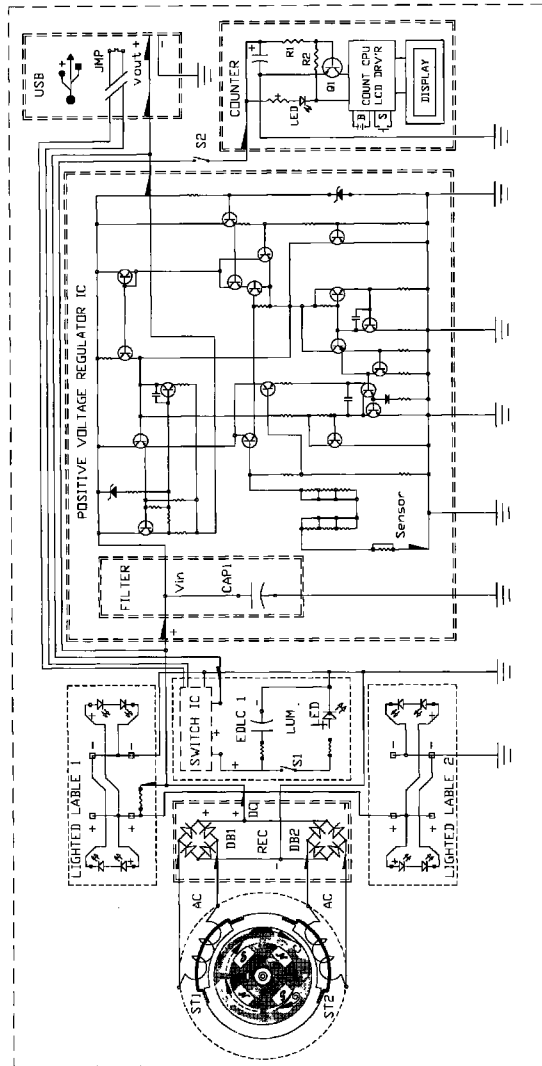 USB
JMP
Vout +
-
COUNTER
+
R1
R2
Q1
+
LED
COUNT CPU
LCD DRV'R
B
S
DISPLAY
S2
POSITIVE VOLTAGE REGULATOR IC
Sensor
FILTER
Vin
CAP1
+
LIGHTED LABLE 1
+
+
-
-
SWITCH IC
+
+
EDLC 1
LUM
LED
+
S1
LIGHTED LABLE 2
+
+
-
-
DC
+
+
DB1
REC
DB2
-
AC
AC
ST1
ST2
N
S
N
S